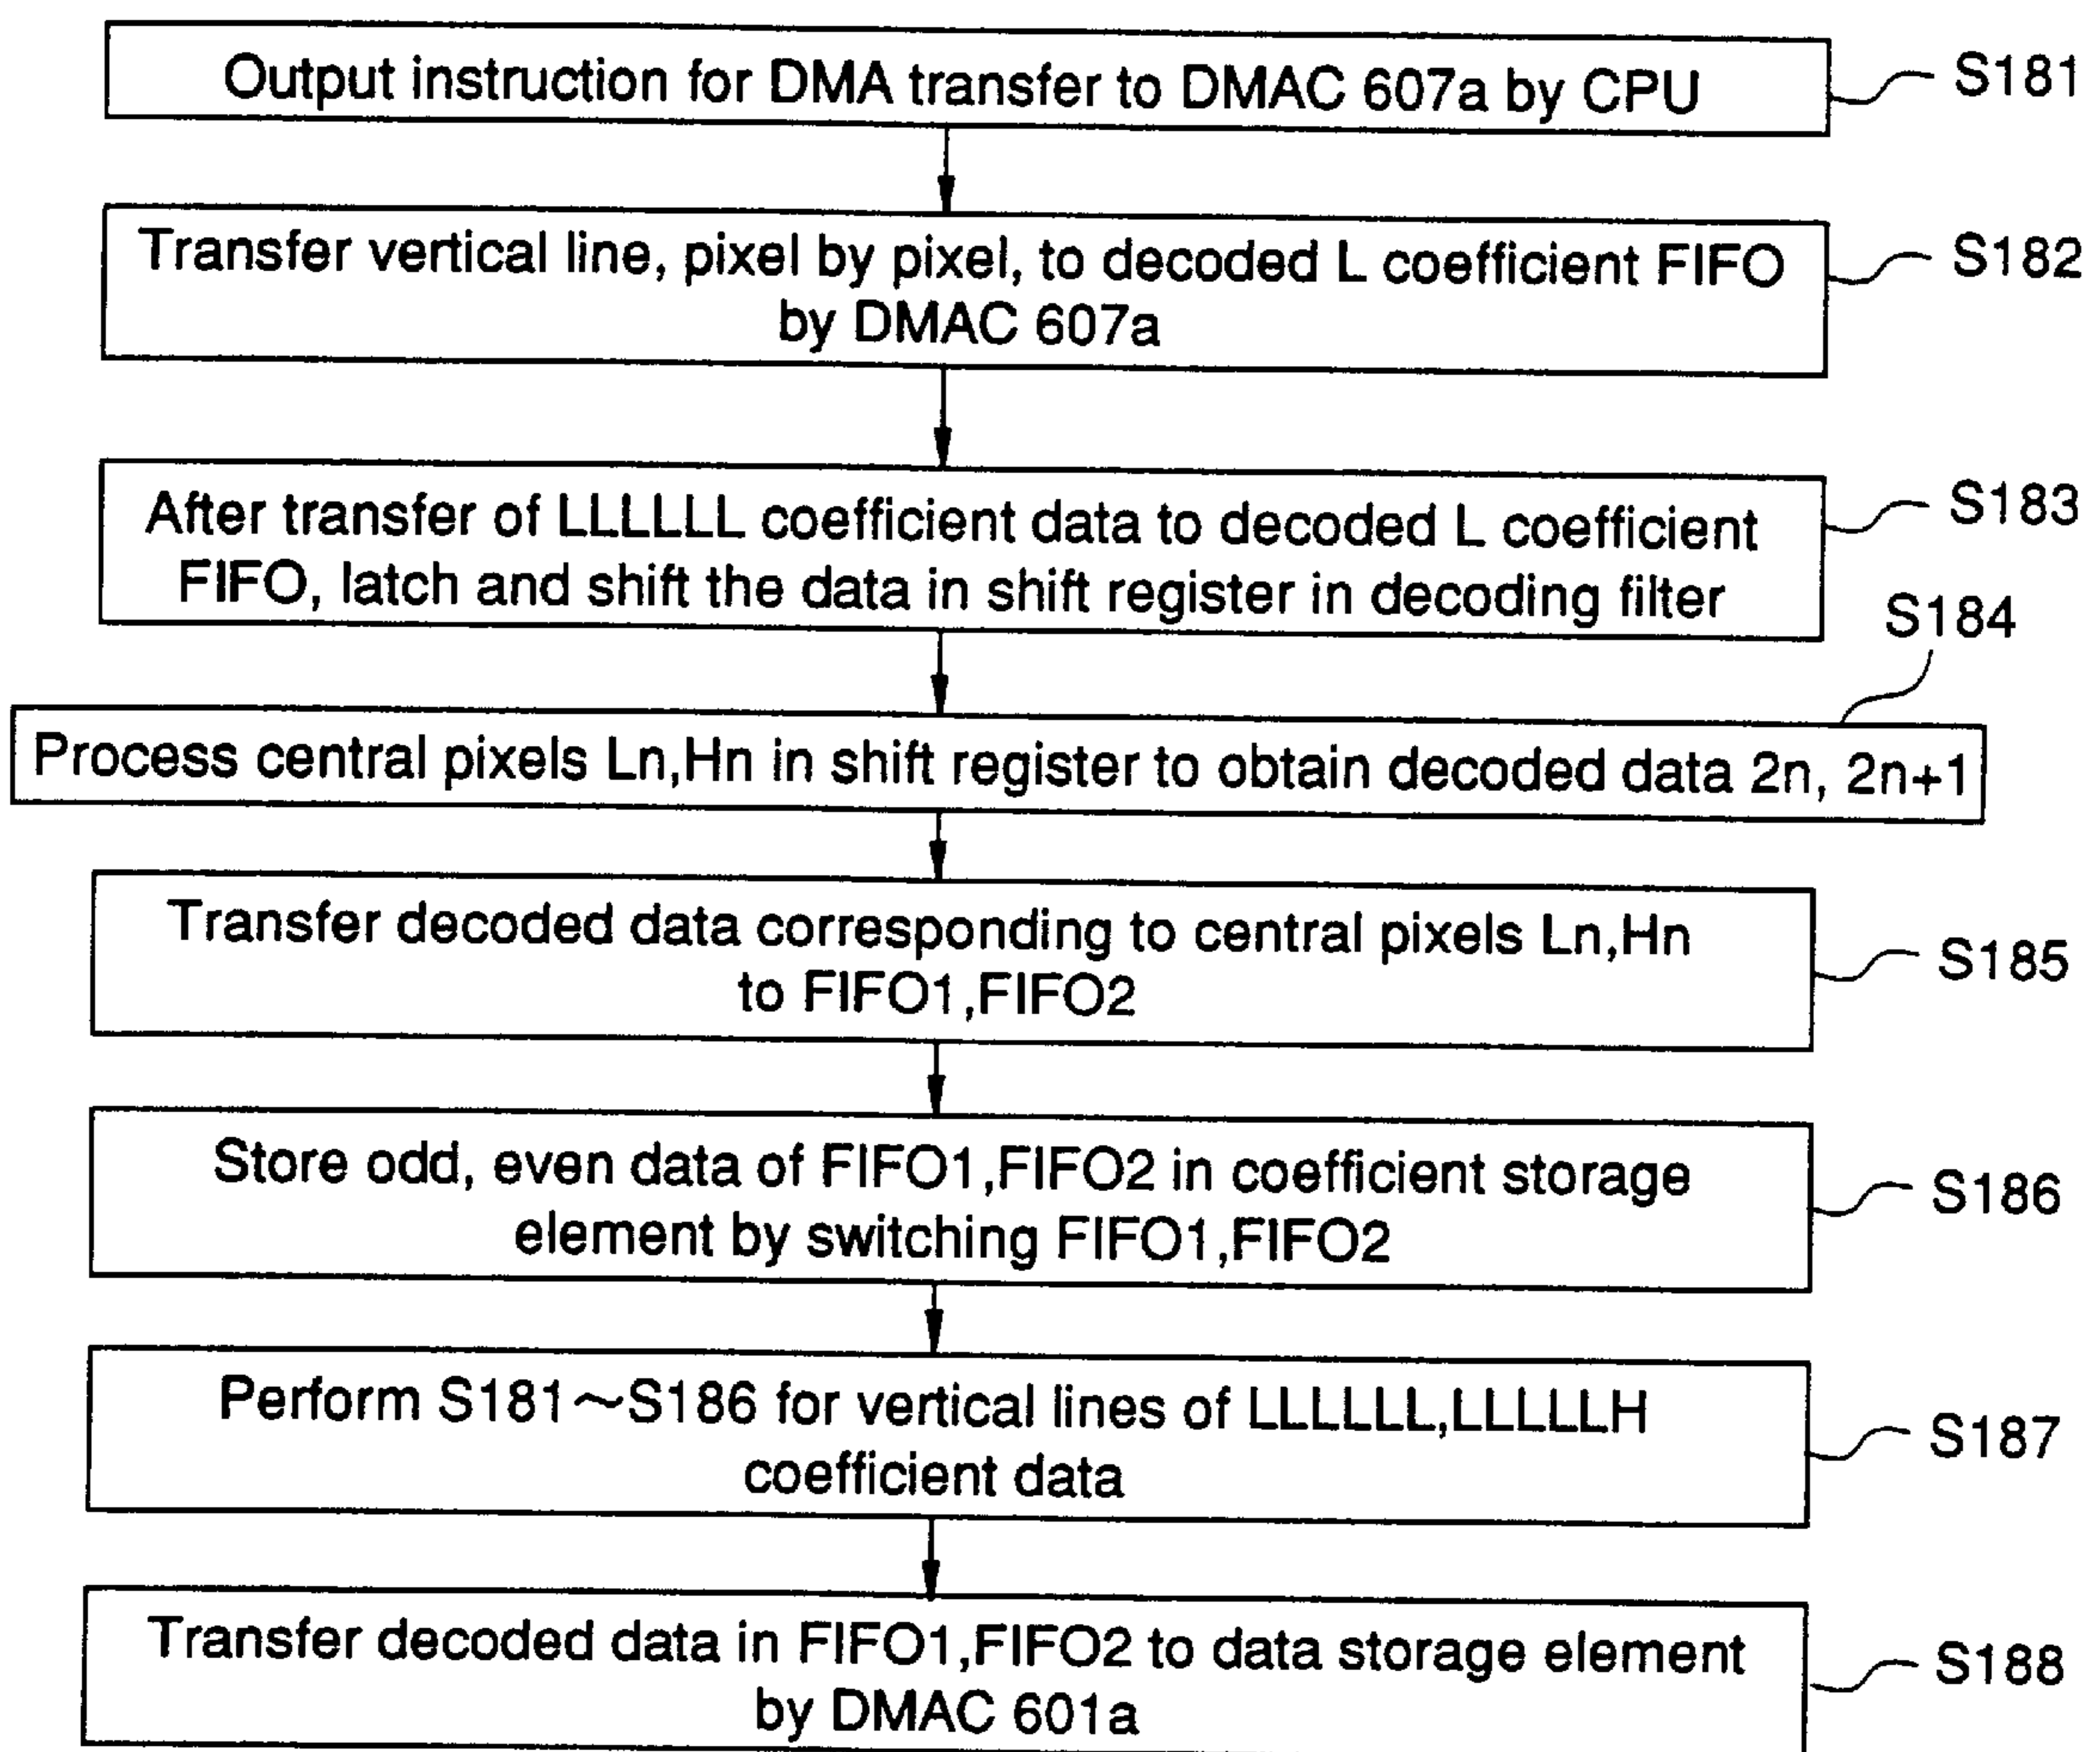 Output instruction for DMA transfer to DMAC 607a by CPU
S181
Transfer vertical line, pixel by pixel, to decoded L coefficient FIFO
by DMAC 607a
S182
After transfer of LLLLLL coefficient data to decoded L coefficient
FIFO, latch and shift the data in shift register in decoding filter
S183
S184
Process central pixels Ln,Hn in shift register to obtain decoded data 2n, 2n+1
Transfer decoded data corresponding to central pixels Ln,Hn
to FIFO1,FIFO2
S185
Store odd, even data of FIFO1,FIFO2 in coefficient storage
element by switching FIFO1,FIFO2
S186
Perform S181~S186 for vertical lines of LLLLLL,LLLLLH
coefficient data
S187
Transfer decoded data in FIFO1,FIFO2 to data storage element
by DMAC 601a
S188